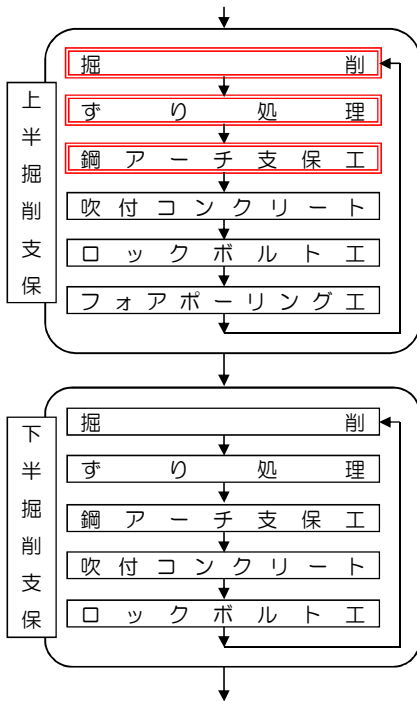 上半掘削支保
掘削
ずり処理
鋼アーチ支保工
吹付コンクリート
ロックボルト工
フォアポーリング工
下半掘削支保
掘削
ずり処理
鋼アーチ支保工
吹付コンクリート
ロックボルト工